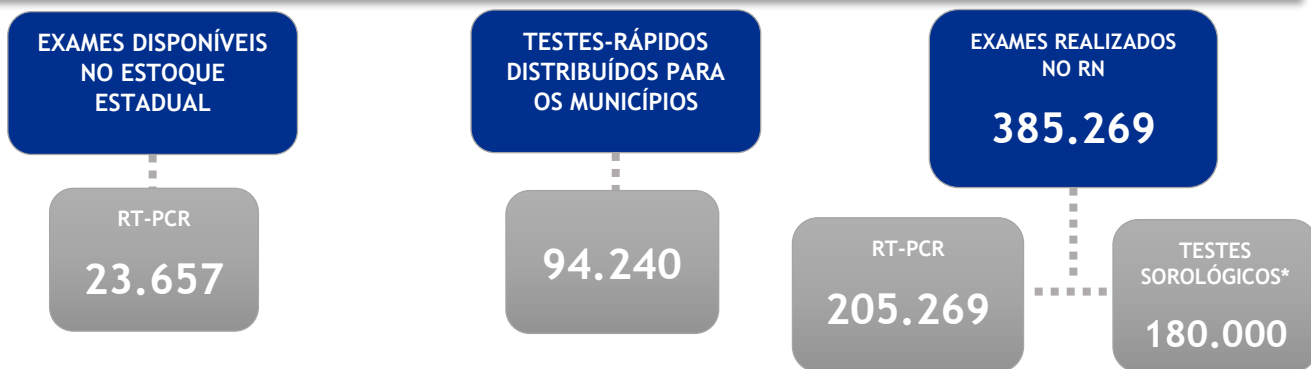 EXAMES DISPONÍVEIS
NO ESTOQUE
ESTADUAL
RT-PCR
23.657
TESTES-RÁPIDOS
DISTRIBUÍDOS PARA
OS MUNICÍPIOS
94.240
EXAMES REALIZADOS
NO RN
385.269
RT-PCR
205.269
TESTES
SOROLÓGICOS*
180.000